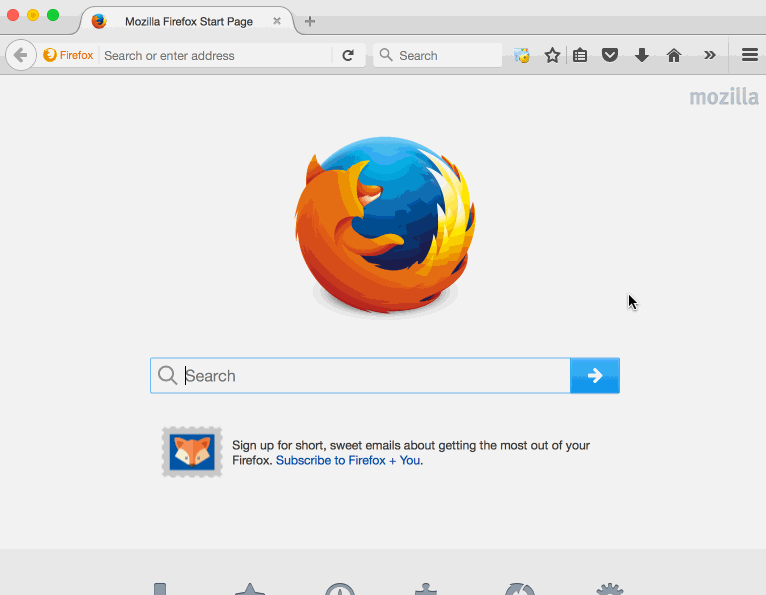 Mozilla Firefox Start Page
Firefox
Search or enter address
Search
mozilla
Search
Sign up for short, sweet emails about getting the most out of your
Firefox. Subscribe to Firefox + You.